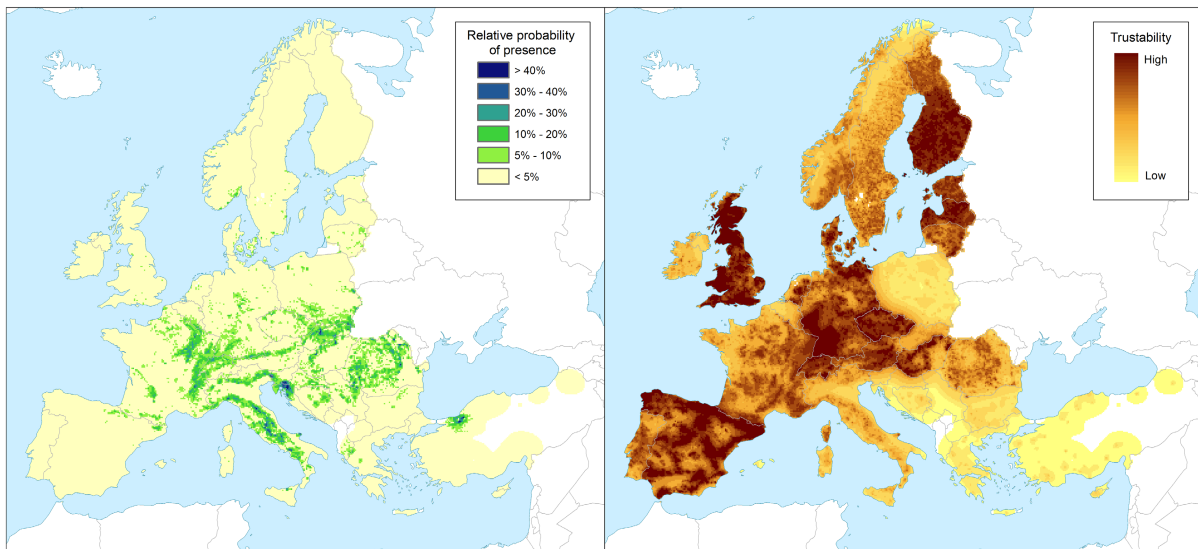 Relative probability
of presence
> 40%
30% - 40%
20% - 30%
10% - 20%
5% - 10%
< 5%
Trustability
High
Low